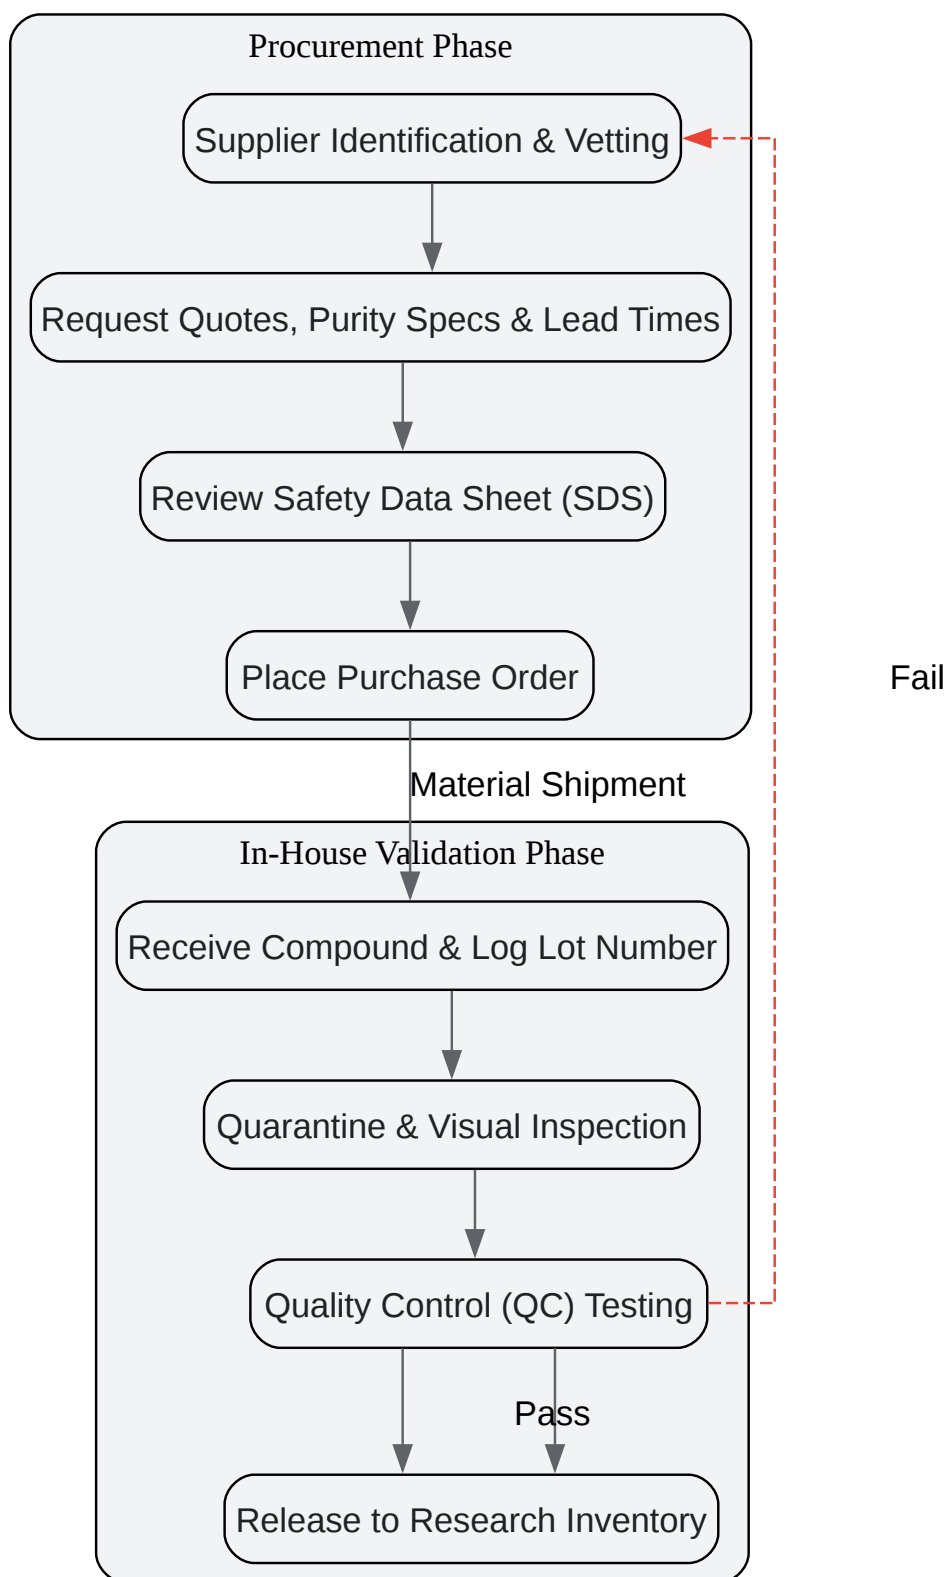 Procurement Phase
Supplier Identification & Vetting
Request Quotes, Purity Specs & Lead Times
Review Safety Data Sheet (SDS)
Place Purchase Order
Fail
Material Shipment
In-House Validation Phase
Receive Compound & Log Lot Number
Quarantine & Visual Inspection
Quality Control (QC) Testing
Pass
Release to Research Inventory